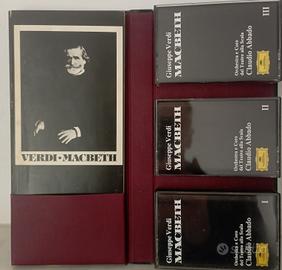 VERDI·MACBETH
Giuseppe Verdi
MACBETH
Orchestra e Coro
del Teatro alla Scala
Claudio Abbado
III
Giuseppe Verdi
MACBETH
Orchestra e Coro
del Teatro alla Scala
Claudio Abbado
II
Giuseppe Verdi
MACBETH
Orchestra e Coro
del Teatro alla Scala
Claudio Abbado
I